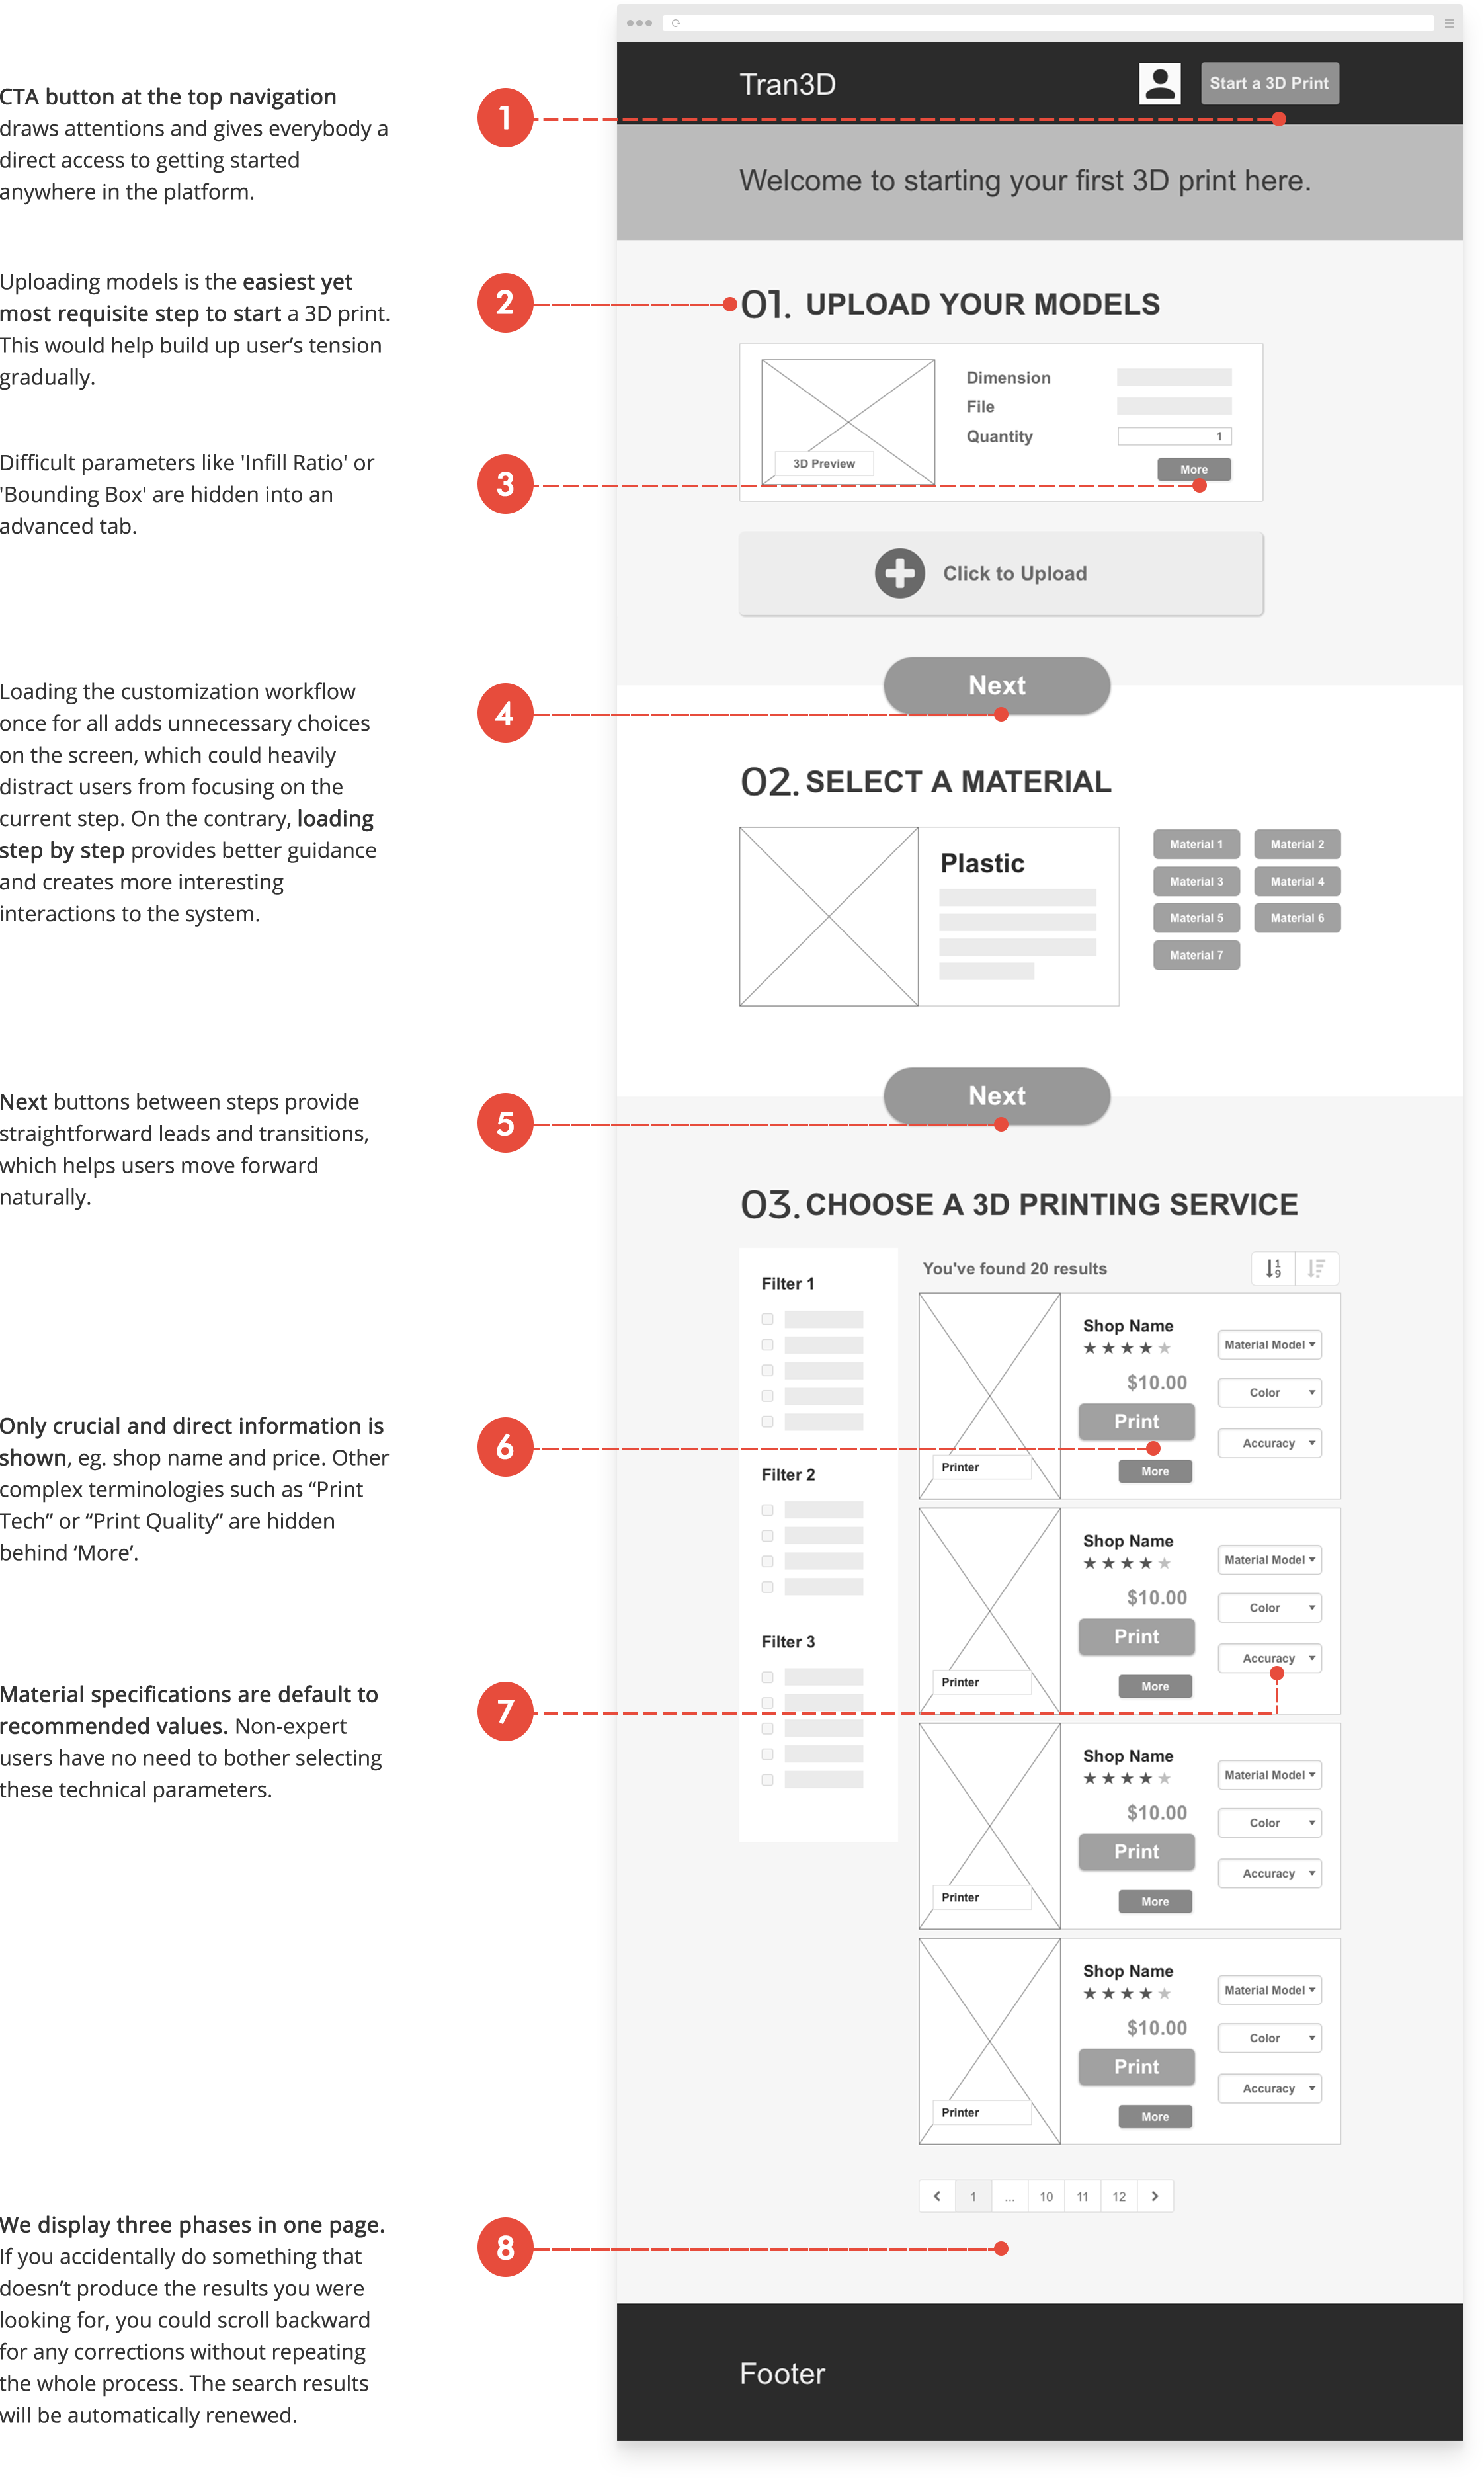 CTA button at the top navigation
draws attentions and gives everybody a
direct access to getting started
anywhere in the platform.
1
Tran3D
Start a 3D Print
Welcome to starting your first 3D print here.
Uploading models is the easiest yet
most requisite step to start a 3D print.
This would help build up user's tension
gradually.
2
01. UPLOAD YOUR MODELS
Dimension
File
Quantity
1
3D Preview
More
Difficult parameters like 'Infill Ratio' or
'Bounding Box' are hidden into an
advanced tab.
3
Click to Upload
Next
Loading the customization workflow
once for all adds unnecessary choices
on the screen, which could heavily
distract users from focusing on the
current step. On the contrary, loading
step by step provides better guidance
and creates more interesting
interactions to the system.
4
02. SELECT A MATERIAL
Plastic
Material 1
Material 2
Material 3
Material 4
Material 5
Material 6
Material 7
Next
Next buttons between steps provide
straightforward leads and transitions,
which helps users move forward
naturally.
5
03. CHOOSE A 3D PRINTING SERVICE
Filter 1
Filter 2
Filter 3
You've found 20 results
1
9
Shop Name
$10.00
Print
More
Printer
Material Model
Color
Accuracy
Only crucial and direct information is
shown, eg. shop name and price. Other
complex terminologies such as “Print
Tech” or “Print Quality” are hidden
behind ‘More’.
6
Shop Name
$10.00
Print
More
Printer
Material Model
Color
Accuracy
Material specifications are default to
recommended values. Non-expert
users have no need to bother selecting
these technical parameters.
7
Shop Name
$10.00
Print
More
Printer
Material Model
Color
Accuracy
Shop Name
$10.00
Print
More
Printer
Material Model
Color
Accuracy
1 ... 10 11 12
We display three phases in one page.
If you accidentally do something that
doesn’t produce the results you were
looking for, you could scroll backward
for any corrections without repeating
the whole process. The search results
will be automatically renewed.
8
Footer